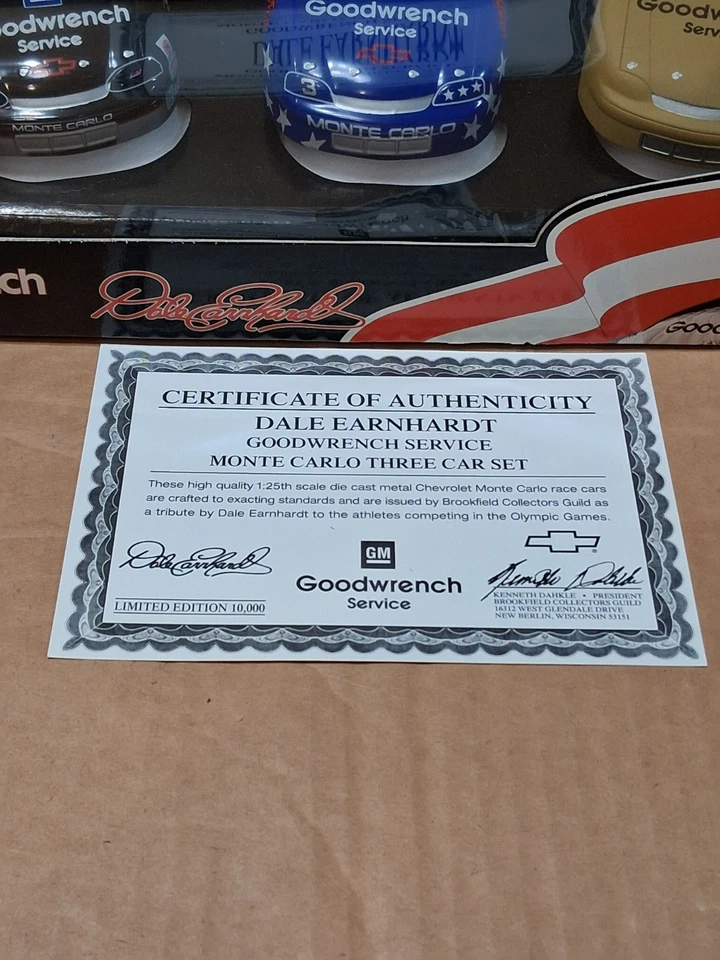 odwrench
Service
MONTE CARLO
Goodwrench
Service
3
MONTE CARLO
Goodw
Serv
ch
Dale Earnhardt
GOOD
CERTIFICATE OF AUTHENTICITY
DALE EARNHARDT
GOODWRENCH SERVICE
MONTE CARLO THREE CAR SET
These high quality 1:25th scale die cast metal Chevrolet Monte Carlo race cars
are crafted to exacting standards and are issued by Brookfield Collectors Guild as
a tribute by Dale Earnhardt to the athletes competing in the Olympic Games.
Dale Earnhardt
GM
Goodwrench
Service
LIMITED EDITION 10,000
KENNETH DAHKLE • PRESIDENT
BROOKFIELD COLLECTORS GUILD
16312 WEST GLENDALE DRIVE
NEW BERLIN, WISCONSIN 53151